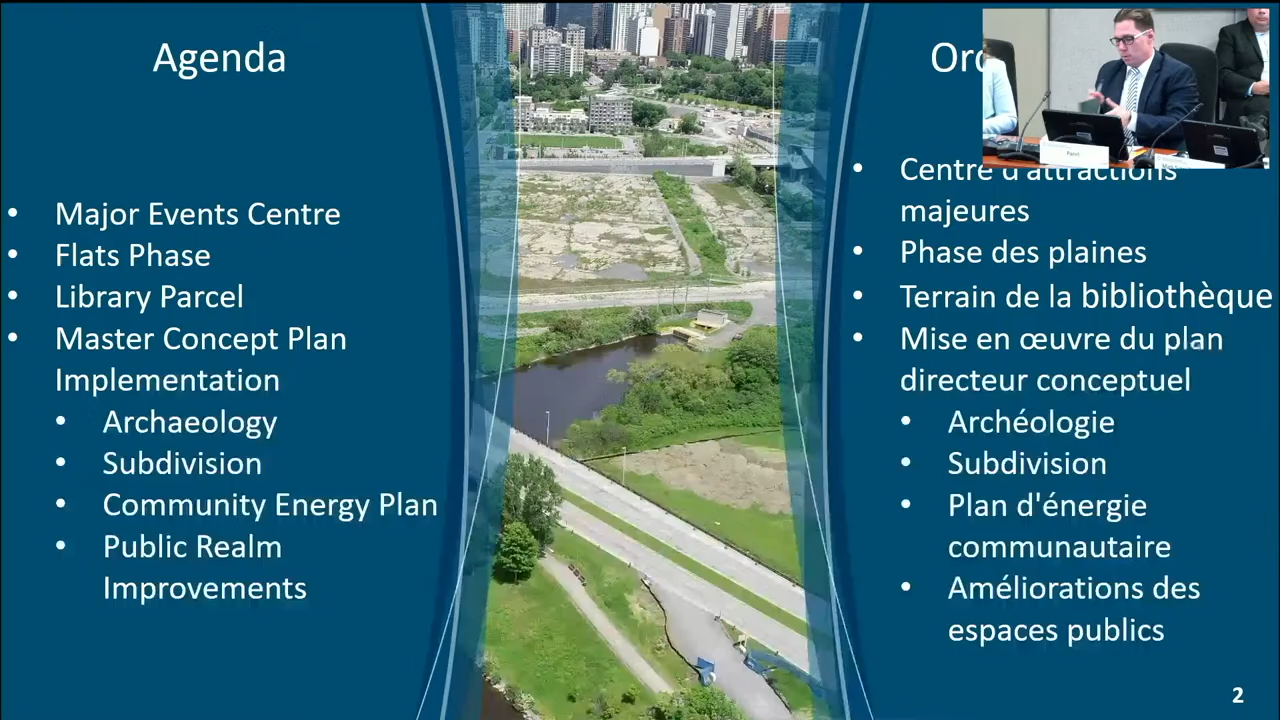 Agenda
Major Events Centre
Flats Phase
Library Parcel
Master Concept Plan
Implementation
Archaeology
Subdivision
Community Energy Plan
Public Realm
Improvements
Centre d'attractions
majeures
Phase des plaines
Terrain de la bibliothèque
Mise en œuvre du plan
directeur conceptuel
Archéologie
Subdivision
Plan d'énergie
communautaire
Améliorations des
espaces publics
2